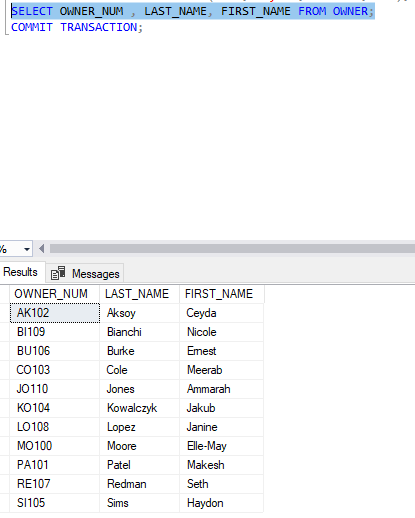 SELECT OWNER_NUM , LAST_NAME, FIRST_NAME FROM OWNER;
COMMIT TRANSACTION;
%
Results Messages
OWNER_NUM LAST_NAME FIRST_NAME
AK102 Aksoy Ceyda
BI109 Bianchi Nicole
BU106 Burke Ernest
CO103 Cole Meerab
JO110 Jones Ammarah
KO104 Kowalczyk Jakub
LO108 Lopez Janine
MO100 Moore Elle-May
PA101 Patel Makesh
RE107 Redman Seth
SI105 Sims Haydon